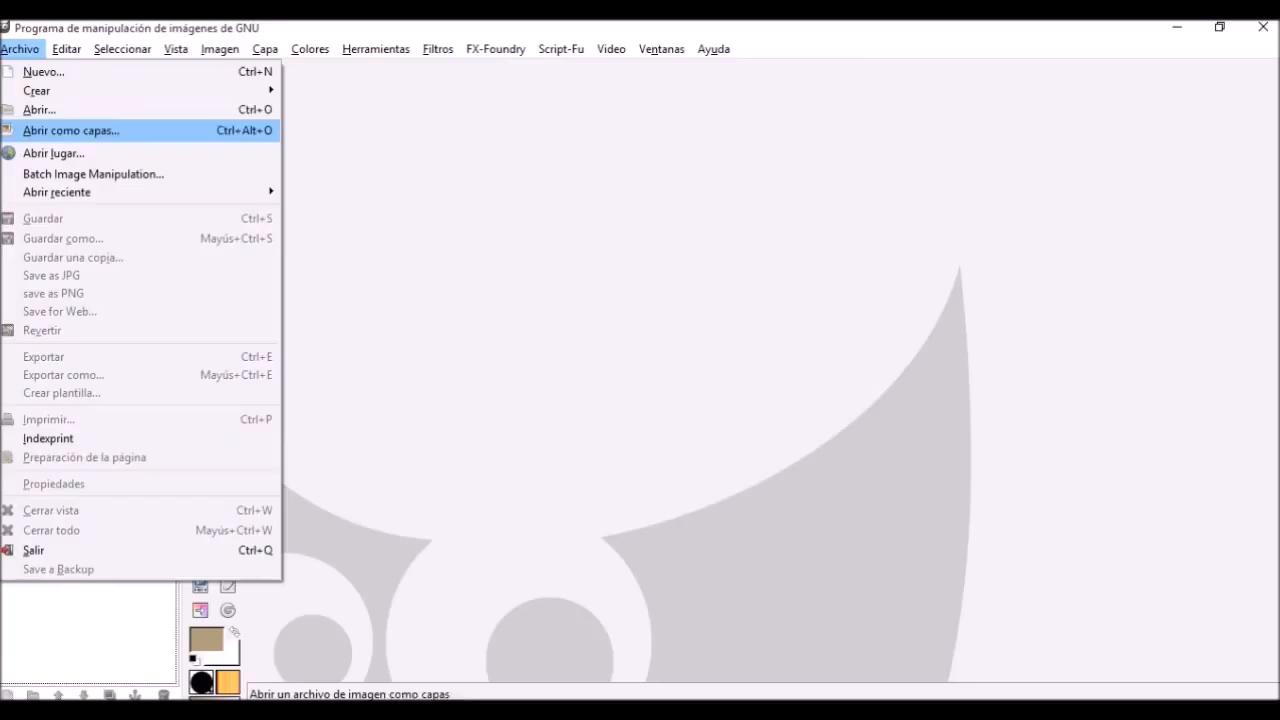 Programa de manipulación de imágenes de GNU
Archivo Editar Seleccionar Vista Imagen Capa Colores Herramientas Filtros FX-Foundry Script-Fu Video Ventanas Ayuda
Nuevo... Ctrl+N
Crear
Abrir... Ctrl+O
Abrir como capas... Ctrl+Alt+O
Abrir lugar...
Batch Image Manipulation...
Abrir reciente
Guardar Ctrl+S
Guardar como... Mayús+Ctrl+S
Guardar una copia...
Save as JPG
save as PNG
Save for Web...
Revertir
Exportar Ctrl+E
Exportar como... Mayús+Ctrl+E
Crear plantilla...
Imprimir... Ctrl+P
Indexprint
Preparación de la página
Propiedades
Cerrar vista Ctrl+W
Cerrar todo Mayús+Ctrl+W
Salir Ctrl+Q
Save a Backup
Abrir un archivo de imagen como capas